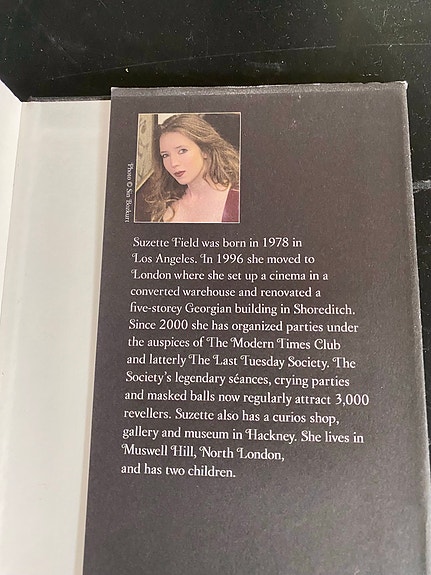 Photo © Sin Bozkurt
Suzette Field was born in 1978 in
Los Angeles. In 1996 she moved to
London where she set up a cinema in a
converted warehouse and renovated a
five-storey Georgian building in Shoreditch.
Since 2000 she has organized parties under
the auspices of The Modern Times Club
and latterly The Last Tuesday Society. The
Society's legendary séances, crying parties
and masked balls now regularly attract 3,000
revellers. Suzette also has a curios shop,
gallery and museum in Hackney. She lives in
Muswell Hill, North London,
and has two children.